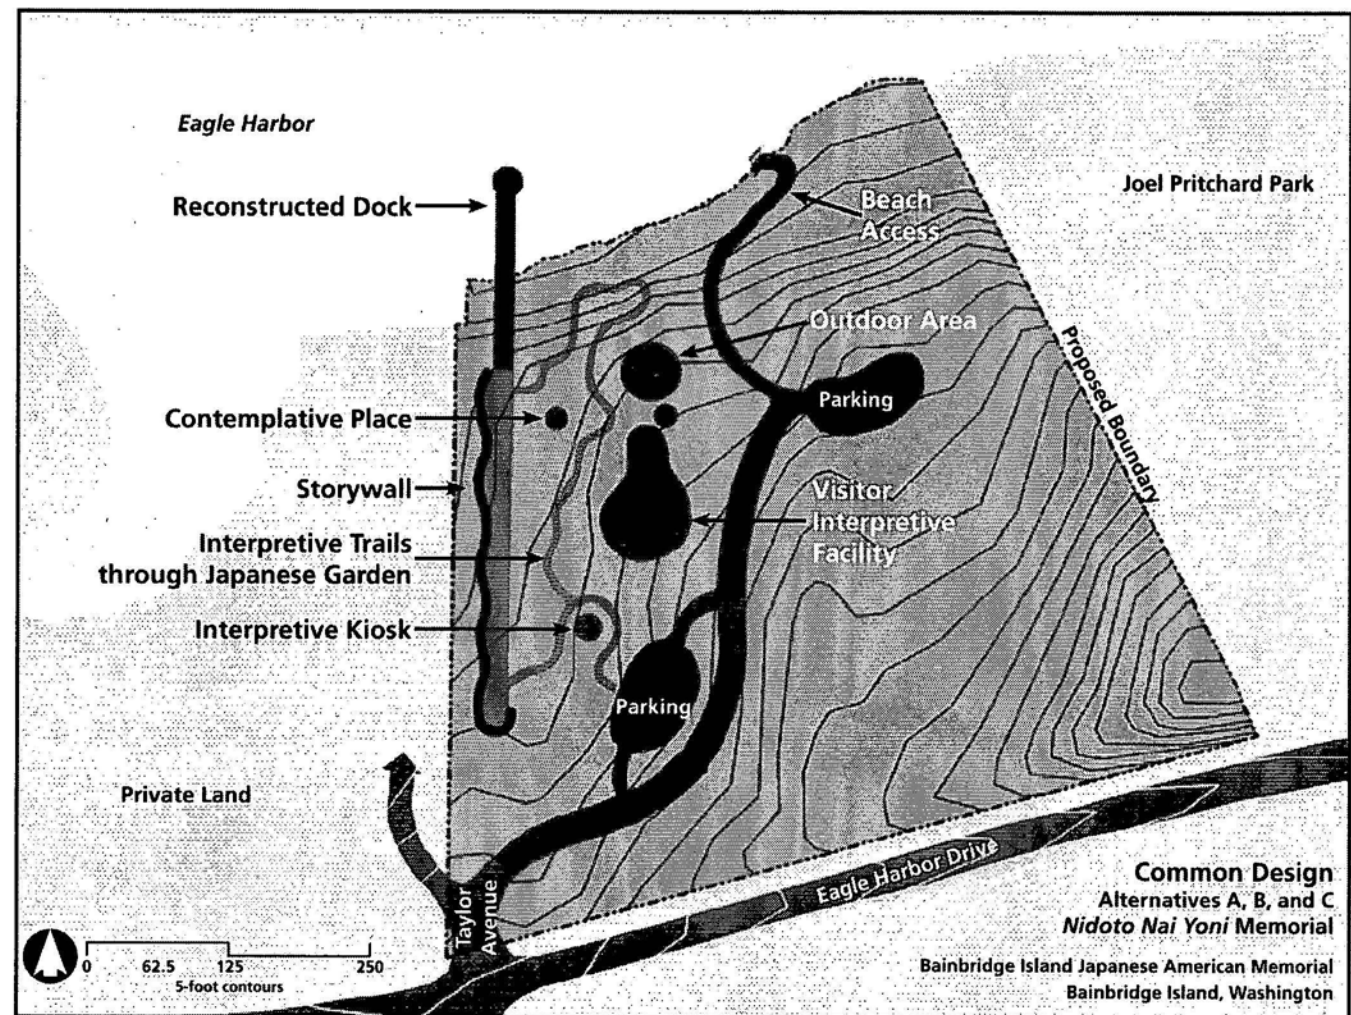 Eagle Harbor
Joel Pritchard Park
Reconstructed Dock
Beach
Access
Outdoor Area
Proposed Boundary
Parking
Contemplative Place
Storywall
Visitor
Interpretive
Facility
Interpretive Trails
through Japanese Garden
Interpretive Kiosk
Parking
Private Land
Taylor
Avenue
Eagle Harbor Drive
Common Design
Alternatives A, B, and C
Nidoto Nai Yoni Memorial
Bainbridge Island Japanese American Memorial
Bainbridge Island, Washington
0 62.5 125 250
5-foot contours